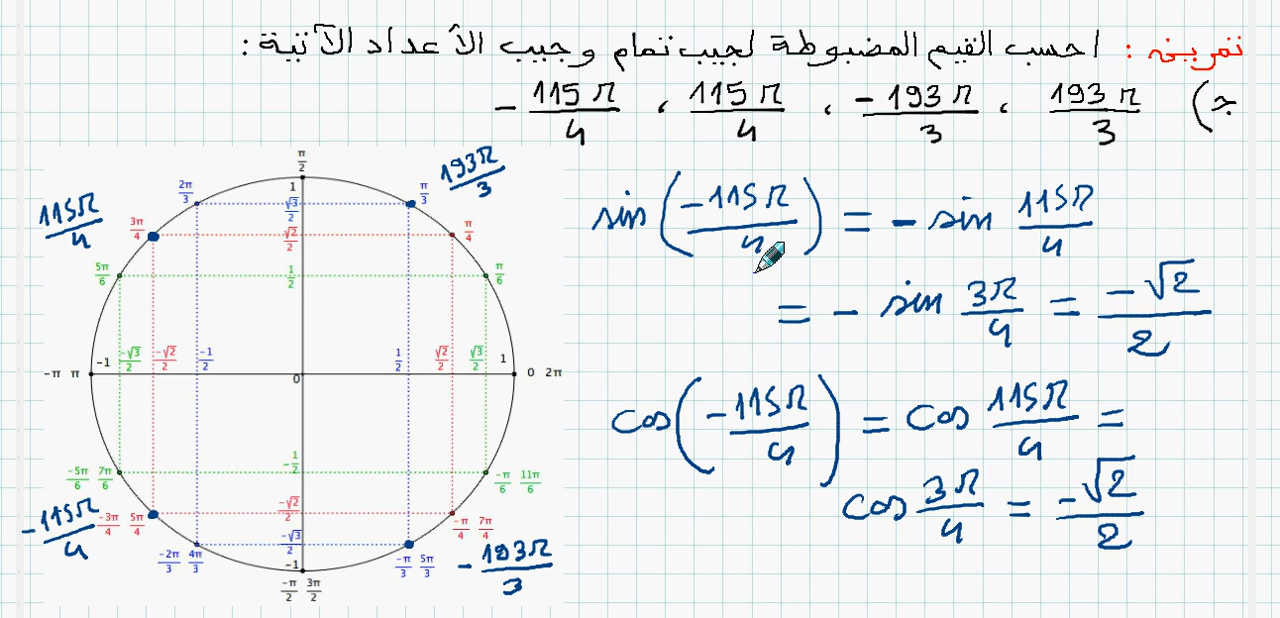 تمرين : احسب القيم المضبوطة لجيب تمام وجيب الأعداد الآتية :
ج) 193π/3 ، -193π/3 ، 115π/4 ، -115π/4
sin(-115π/4) = - sin 115π/4
= - sin 3π/4 = -√2/2
cos(-115π/4) = cos 115π/4 =
cos 3π/4 = -√2/2
π/2
193π/3
2π/3 1 √3/2 π/3
115π/4 3π/4 √2/2 π/4
5π/6 1/2 π/6
-1 -√3/2 -√2/2 -1/2 1/2 √2/2 √3/2 1
-π π 0 0 2π
-5π/6 7π/6 -1/2 -π/6 11π/6
-115π/4 -3π/4 5π/4 -√2/2 -π/4 7π/4
-2π/3 4π/3 -√3/2 -1 -π/3 5π/3 -193π/3
-π/2 3π/2